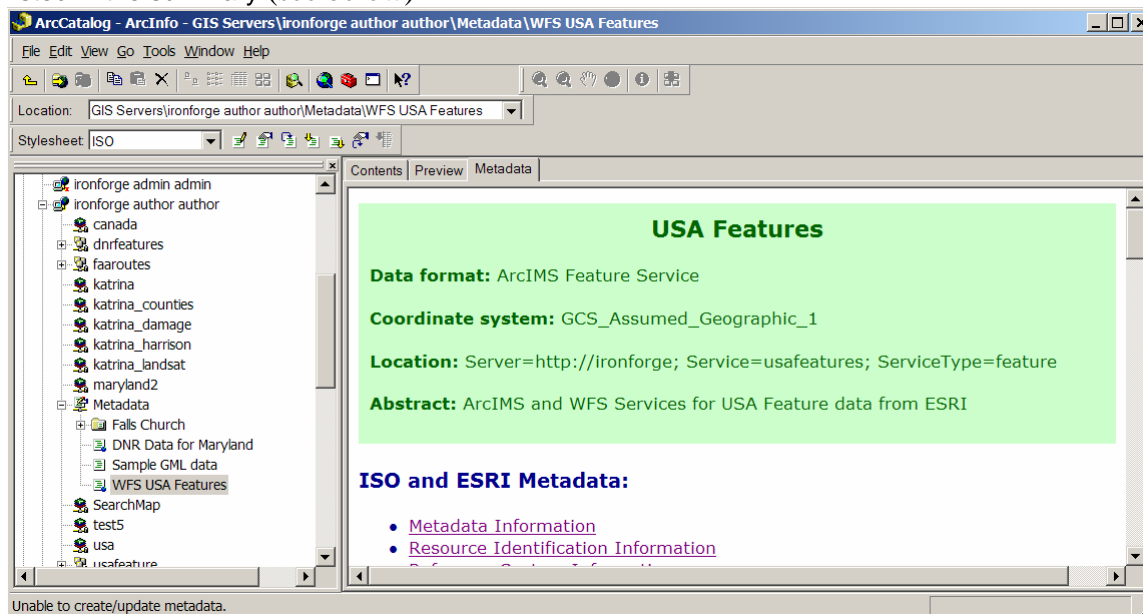 ArcCatalog - ArcInfo - GIS Servers\ironforge author author\Metadata\WFS USA Features
File Edit View Go Tools Window Help
Location: GIS Servers\ironforge author author\Metadata\WFS USA Features
Stylesheet: ISO
ironforge admin admin
ironforge author author
canada
dnrfeatures
faaroutes
katrina
katrina_counties
katrina_damage
katrina_harrison
katrina_landsat
maryland2
Metadata
Falls Church
DNR Data for Maryland
Sample GML data
WFS USA Features
SearchMap
test5
usa
usafeature
Contents Preview Metadata
USA Features
Data format: ArcIMS Feature Service
Coordinate system: GCS_Assumed_Geographic_1
Location: Server=http://ironforge; Service=usafeatures; ServiceType=feature
Abstract: ArcIMS and WFS Services for USA Feature data from ESRI
ISO and ESRI Metadata:
• Metadata Information
• Resource Identification Information
Unable to create/update metadata.